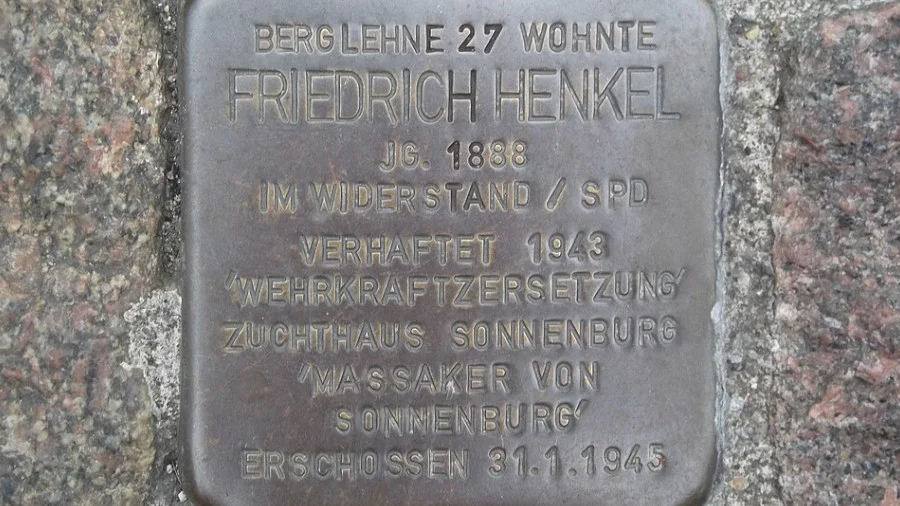 BERGLEHNE 27 WOHNTE
FRIEDRICH HENKEL
JG. 1888
IM WIDERSTAND / SPD
VERHAFTET 1943
'WEHRKRAFTZERSETZUNG'
ZUCHTHAUS SONNENBURG
'MASSAKER VON
SONNENBURG'
ERSCHOSSEN 31.1.1945